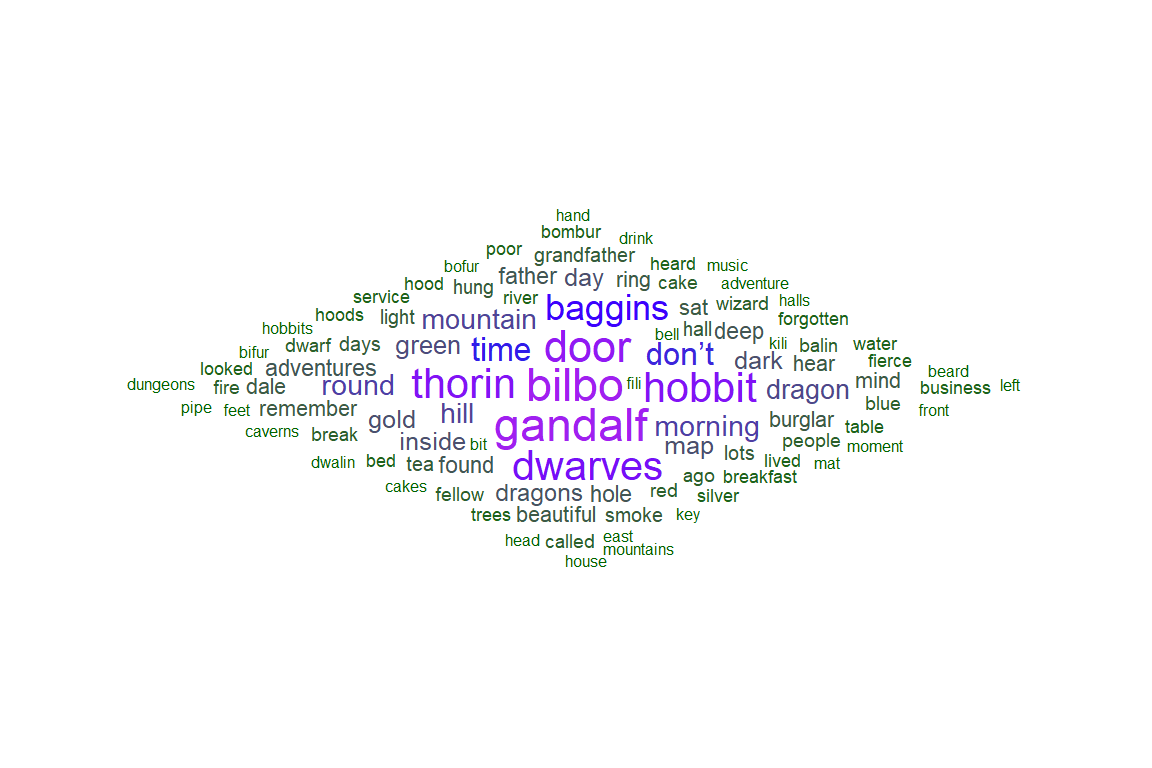 hand
bombur
drink
poor grandfather
bofur father day ring heard music
hood hung cake adventure
service river baggins sat wizard halls
hoods light mountain forgotten
hobbits bell hall deep
bifur dwarf days green time door don’t kili balin water
looked adventures dark hear fierce
dungeons fire dale round thorin bilbo fili hobbit dragon mind beard business left
pipe feet remember gold hill gandalf morning burglar blue front
caverns break inside bit map lots people table moment
dwalin bed tea found dwarves lived mat
cakes fellow dragons hole ago breakfast red silver
trees beautiful smoke key
head called east
mountains
house